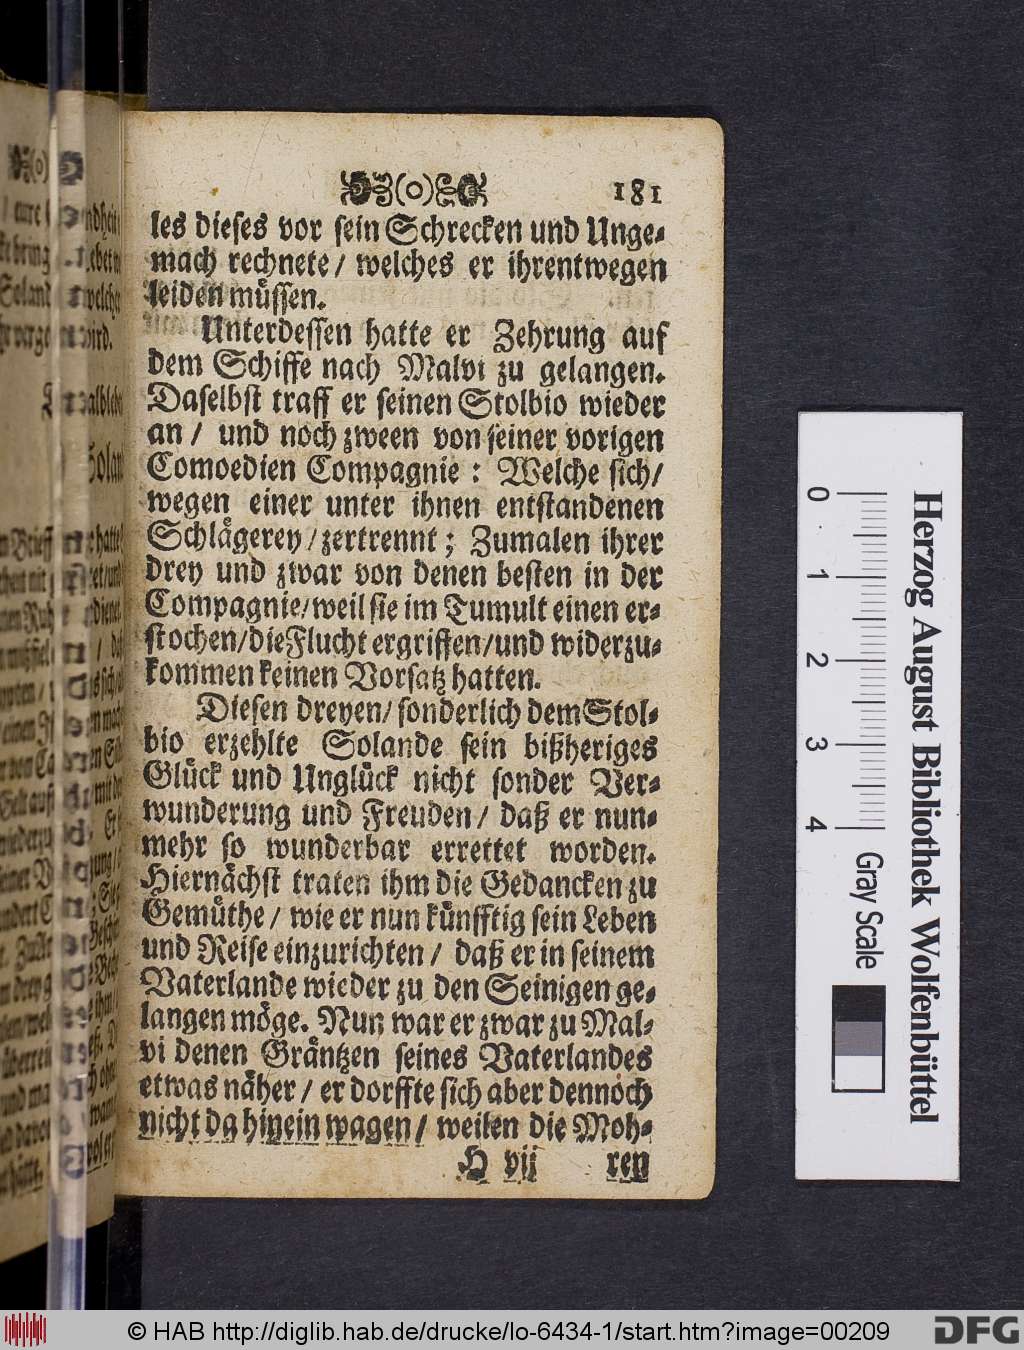 (o) 181
les dieses vor sein Schrecken und Unge-
mach rechnete / welches er ihrentwegen
leiden müssen.
Unterdessen hatte er Zehrung auf
dem Schiffe nach Malvi zu gelangen.
Daselbst traff er seinen Stolbio wieder
an / und noch zween von seiner vorigen
Comoedien Compagnie : Welche sich/
wegen einer unter ihnen entstandenen
Schlägerey / zertrennt ; Zumalen ihrer
drey und zwar von denen besten in der
Compagnie/ weil sie im Tumult einen er-
stochen/ die Flucht ergriffen/ und widerzu-
kommen keinen Vorsatz hatten.
Diesen dreyen/ sonderlich dem Stol-
bio erzehlte Solande sein bißheriges
Glück und Unglück nicht sonder Ver-
wunderung und Freuden / daß er nun-
mehr so wunderbar errettet worden.
Hiernächst traten ihm die Gedancken zu
Gemüthe / wie er nun künfftig sein Leben
und Reise einzurichten / daß er in seinem
Vaterlande wieder zu den Seinigen ge-
langen möge. Nun war er zwar zu Mal-
vi denen Gräntzen seines Vaterlandes
etwas näher / er dorffte sich aber dennoch
nicht da hinein wagen / weilen die Moh-
H vij ren
0 1 2 3 4
Gray Scale
Herzog August Bibliothek Wolfenbüttel
© HAB http://diglib.hab.de/drucke/lo-6434-1/start.htm?image=00209
DFG